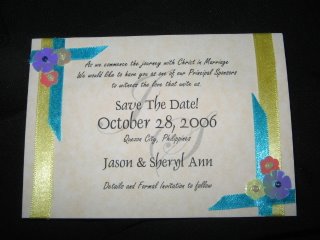 As we commence the journey with Christ in Marriage
We would like to have you as one of our Principal Sponsors
to witness the love that unite us.
Save The Date!
October 28, 2006
Quezon City, Philippines
Jason & Sheryl Ann
Details and Formal Invitation to follow